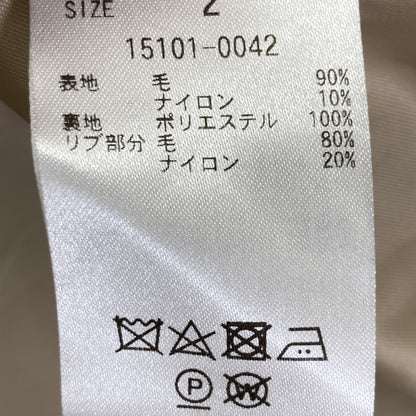 SIZE 2
15101-0042
表地 毛 90%
ナイロン 10%
裏地 ポリエステル 100%
リブ部分 毛 80%
ナイロン 20%
P W